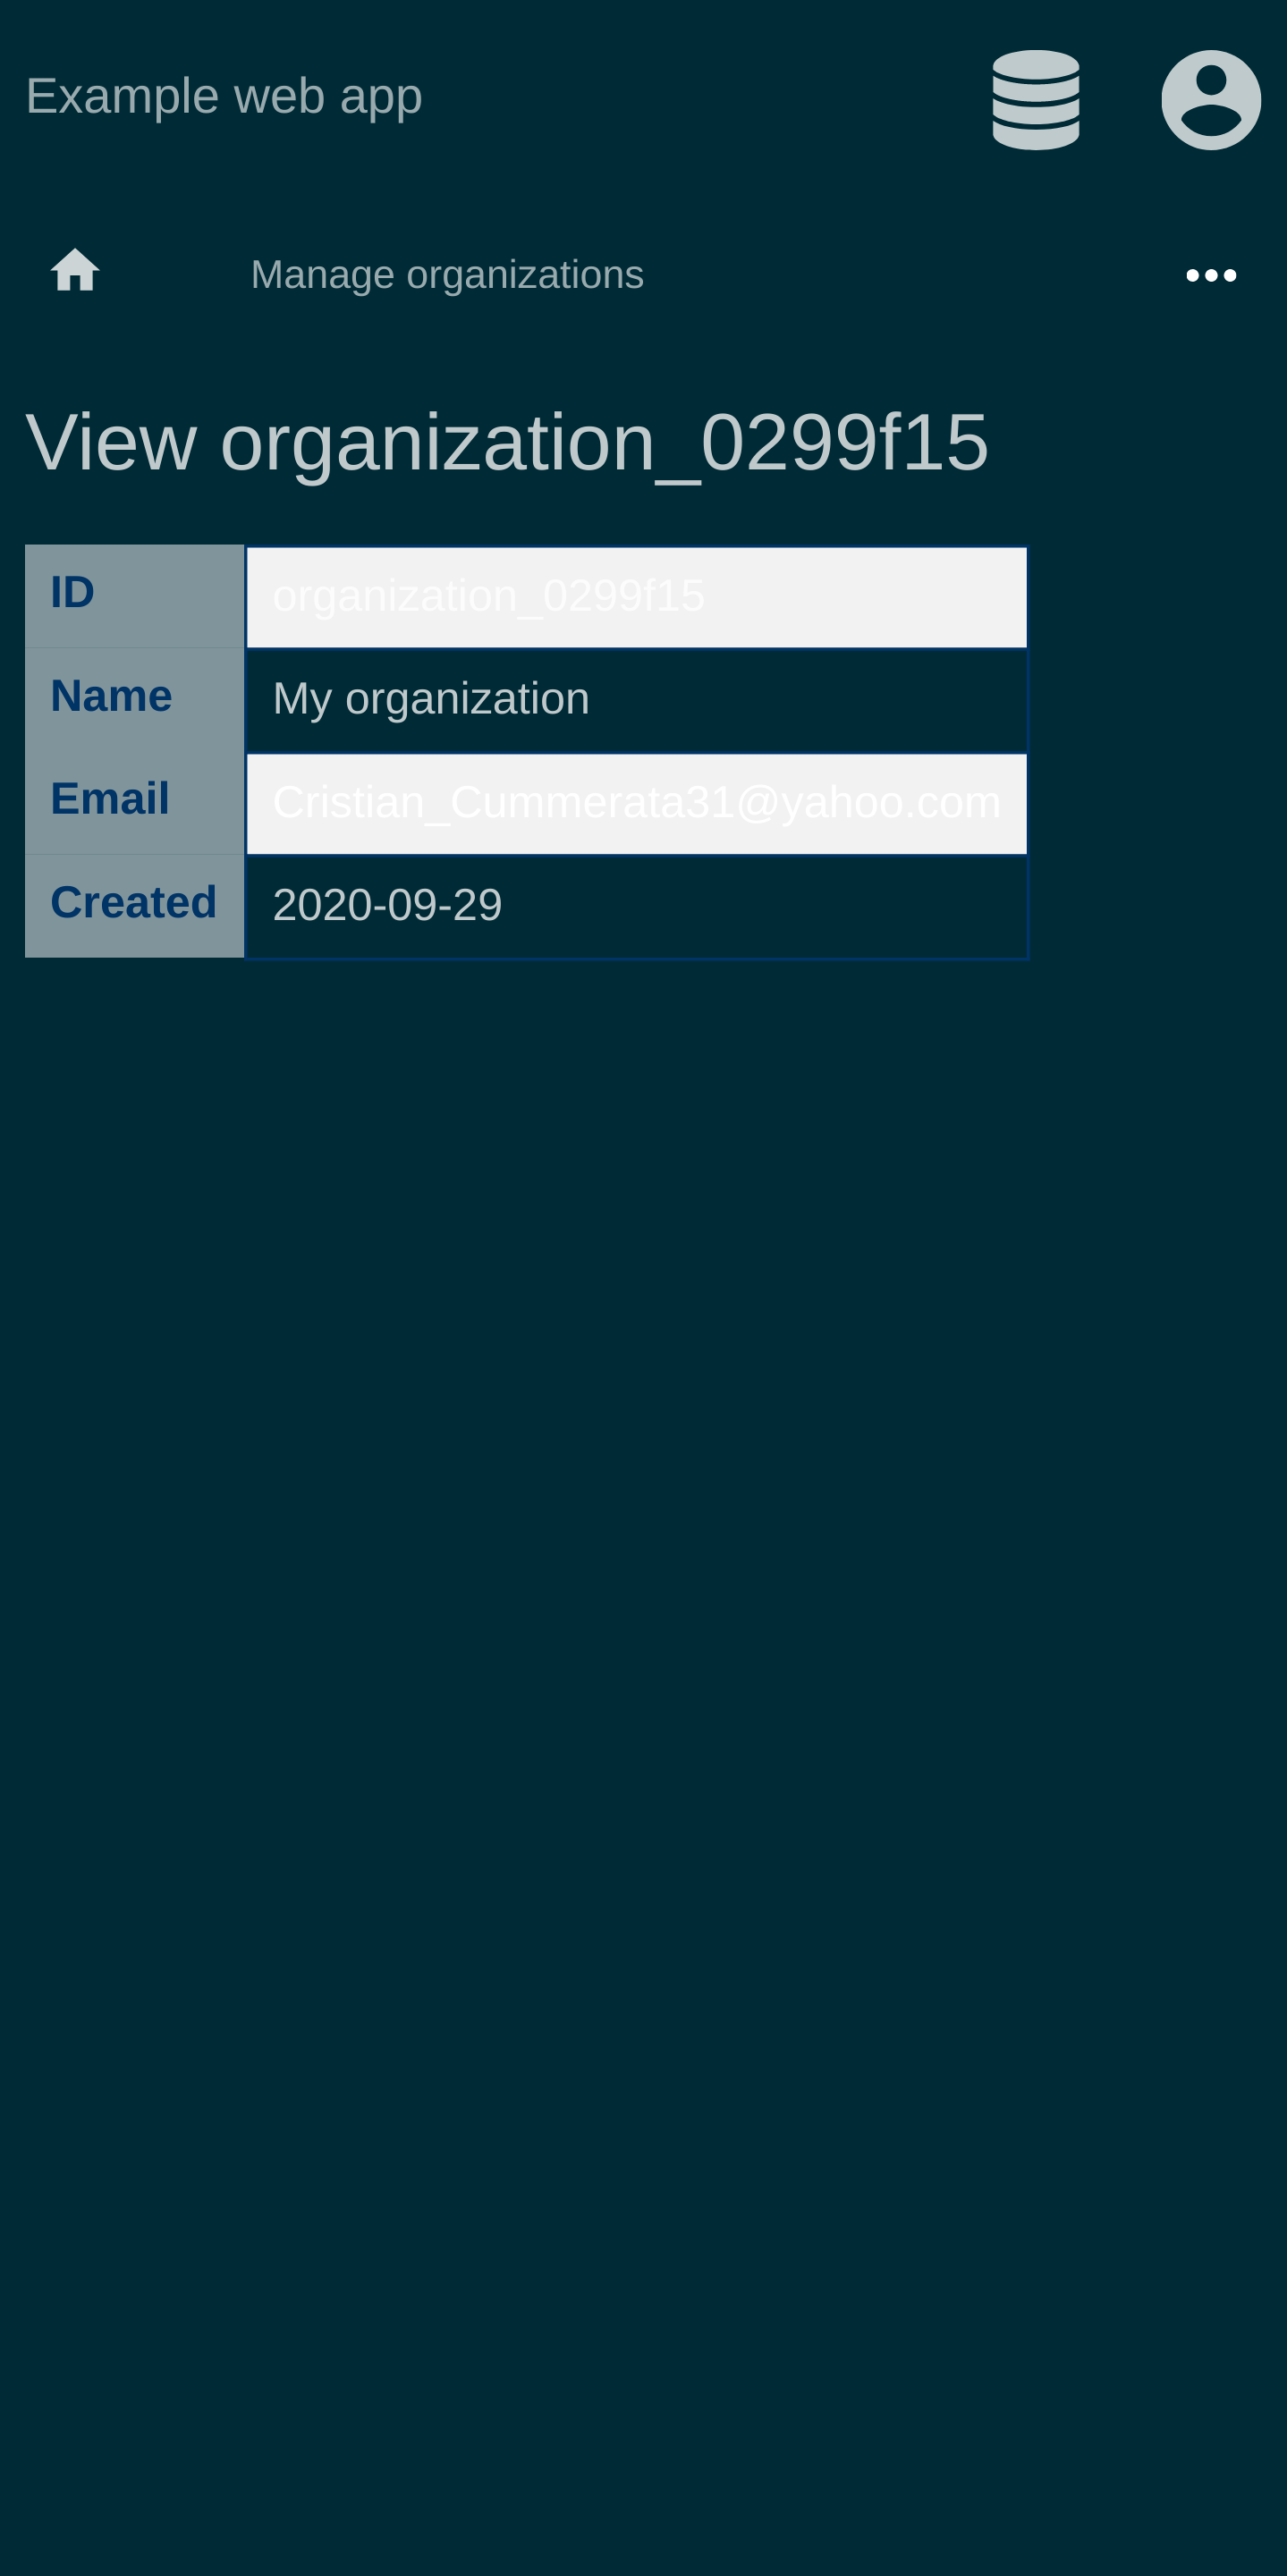 Example web app
Manage organizations
View organization_0299f15
ID organization_0299f15
Name My organization
Email Cristian_Cummerata31@yahoo.com
Created 2020-09-29